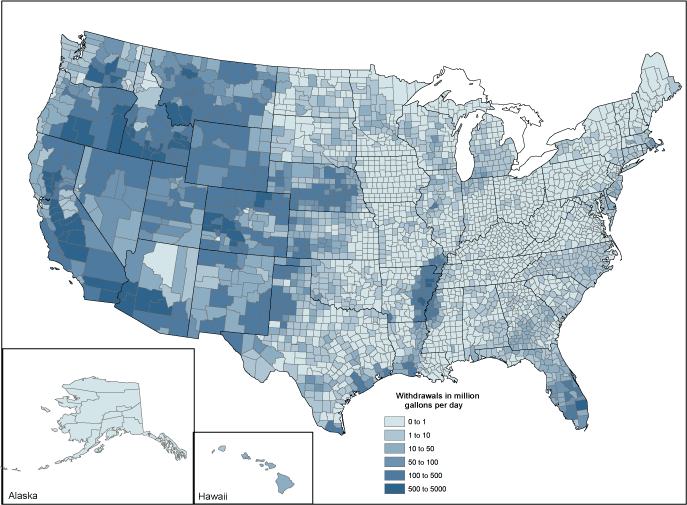 Withdrawals in million
gallons per day
0 to 1
1 to 10
10 to 50
50 to 100
100 to 500
500 to 5000
Alaska
Hawaii